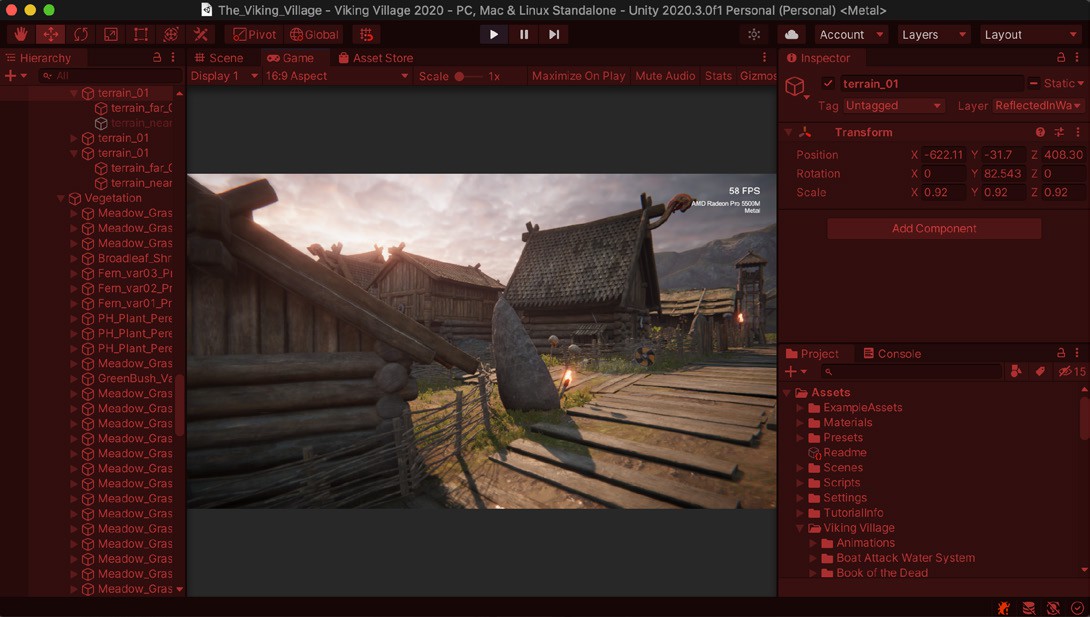 The_Viking_Village - Viking Village 2020 - PC, Mac & Linux Standalone - Unity 2020.3.0f1 Personal (Personal) <Metal>
Pivot Global Account Layers Layout
Hierarchy
All
terrain_01
terrain_far_0
terrain_near
terrain_01
terrain_01
terrain_far_0
terrain_near
Vegetation
Meadow_Gras
Meadow_Gras
Meadow_Gras
Broadleaf_Shr
Fern_var03_Pr
Fern_var02_Pr
Fern_var01_Pr
PH_Plant_Pere
PH_Plant_Pere
PH_Plant_Pere
Meadow_Gras
GreenBush_Va
Meadow_Gras
Meadow_Gras
Meadow_Gras
Meadow_Gras
Meadow_Gras
Meadow_Gras
Meadow_Gras
Meadow_Gras
Meadow_Gras
Meadow_Gras
Meadow_Gras
Meadow_Gras
Meadow_Gras
Meadow_Gras
Scene Game Asset Store
Display 1 16:9 Aspect Scale 1x Maximize On Play Mute Audio Stats Gizmos
58 FPS
AMD Radeon Pro 5500M
Metal
Inspector
terrain_01 Static
Tag Untagged Layer ReflectedInWa
Transform
Position X -622.11 Y -31.7 Z 408.30
Rotation X 0 Y 82.543 Z 0
Scale X 0.92 Y 0.92 Z 0.92
Add Component
Project Console
15
Assets
ExampleAssets
Materials
Presets
Readme
Scenes
Scripts
Settings
TutorialInfo
Viking Village
Animations
Boat Attack Water System
Book of the Dead